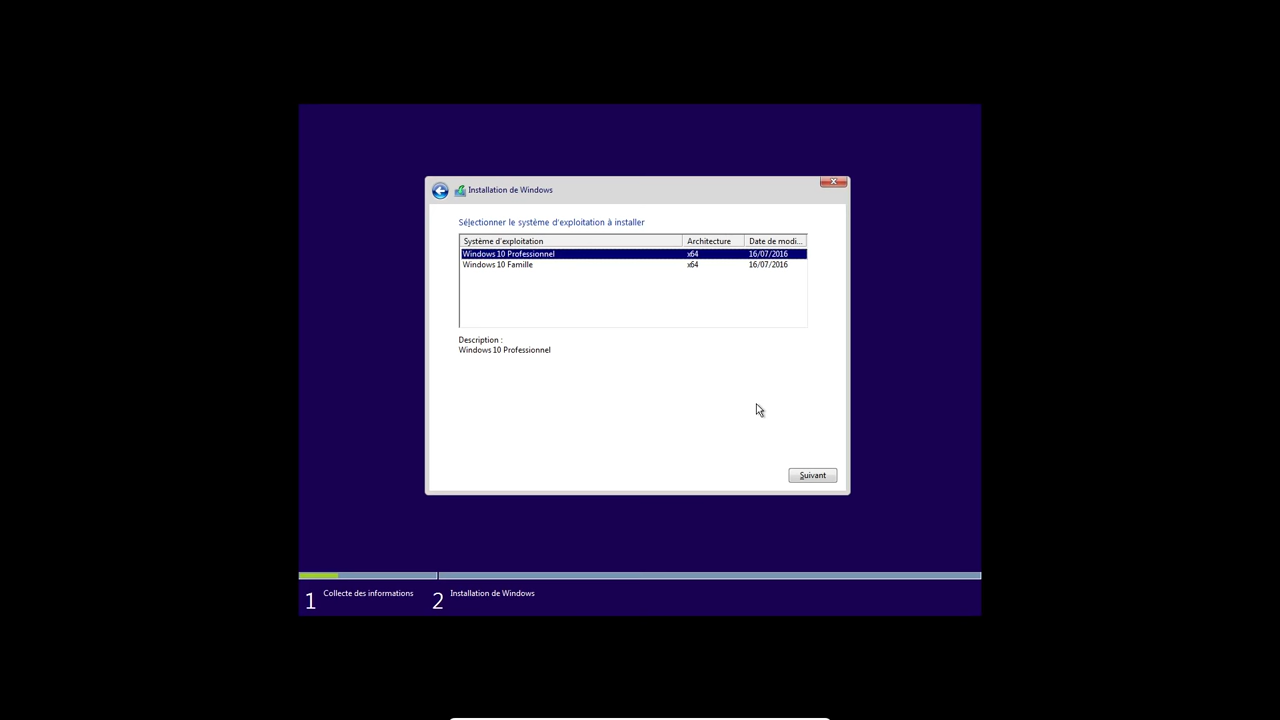 Installation de Windows
Sélectionner le système d'exploitation à installer
Système d'exploitation Architecture Date de modi...
Windows 10 Professionnel x64 16/07/2016
Windows 10 Famille x64 16/07/2016
Description :
Windows 10 Professionnel
Suivant
1 Collecte des informations 2 Installation de Windows